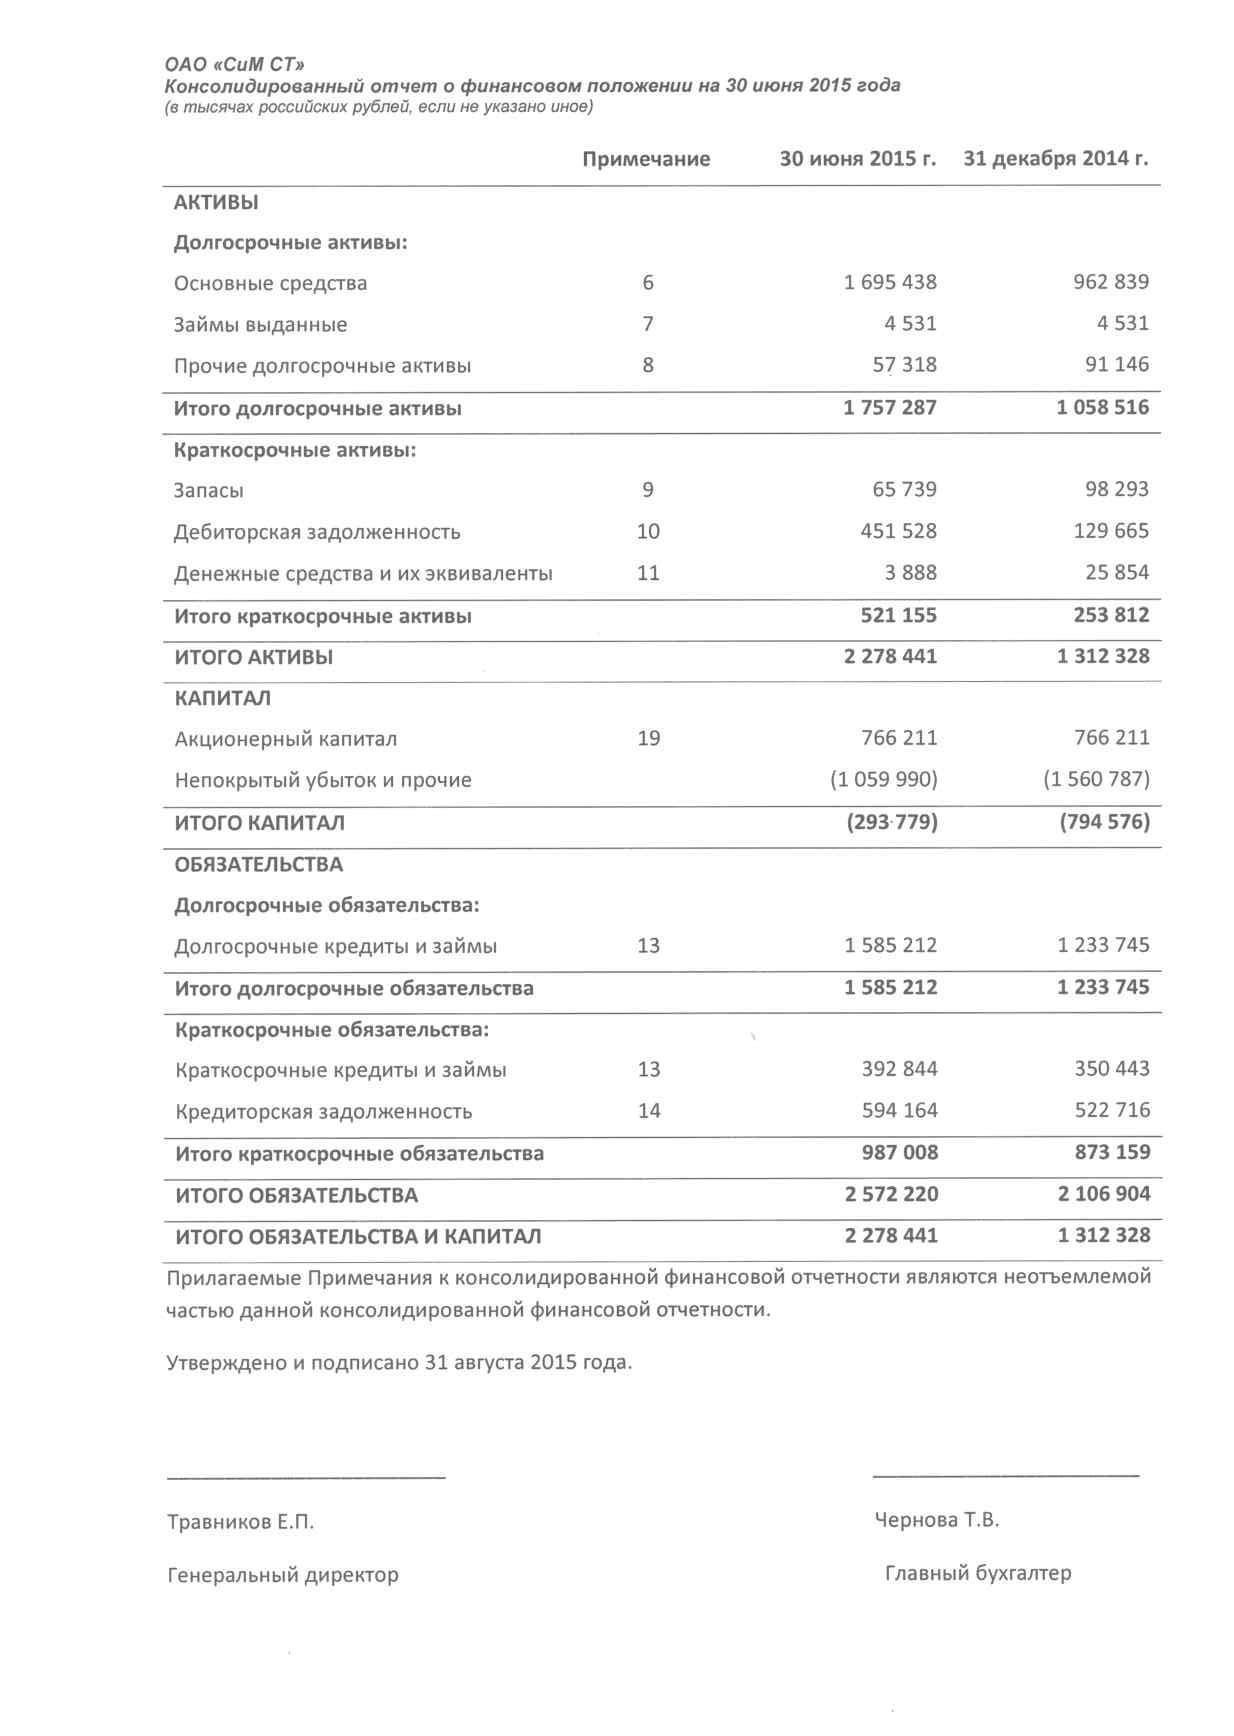 ОАО «СиМ СТ»
Консолидированный отчет о финансовом положении на 30 июня 2015 года
(в тысячах российских рублей, если не указано иное)
Примечание 30 июня 2015 г. 31 декабря 2014 г.
АКТИВЫ
Долгосрочные активы:
Основные средства 6 1 695 438 962 839
Займы выданные 7 4 531 4 531
Прочие долгосрочные активы 8 57 318 91 146
Итого долгосрочные активы 1 757 287 1 058 516
Краткосрочные активы:
Запасы 9 65 739 98 293
Дебиторская задолженность 10 451 528 129 665
Денежные средства и их эквиваленты 11 3 888 25 854
Итого краткосрочные активы 521 155 253 812
ИТОГО АКТИВЫ 2 278 441 1 312 328
КАПИТАЛ
Акционерный капитал 19 766 211 766 211
Непокрытый убыток и прочие (1 059 990) (1 560 787)
ИТОГО КАПИТАЛ (293 779) (794 576)
ОБЯЗАТЕЛЬСТВА
Долгосрочные обязательства:
Долгосрочные кредиты и займы 13 1 585 212 1 233 745
Итого долгосрочные обязательства 1 585 212 1 233 745
Краткосрочные обязательства:
Краткосрочные кредиты и займы 13 392 844 350 443
Кредиторская задолженность 14 594 164 522 716
Итого краткосрочные обязательства 987 008 873 159
ИТОГО ОБЯЗАТЕЛЬСТВА 2 572 220 2 106 904
ИТОГО ОБЯЗАТЕЛЬСТВА И КАПИТАЛ 2 278 441 1 312 328
Прилагаемые Примечания к консолидированной финансовой отчетности являются неотъемлемой
частью данной консолидированной финансовой отчетности.
Утверждено и подписано 31 августа 2015 года.
Травников Е.П. Чернова Т.В.
Генеральный директор Главный бухгалтер